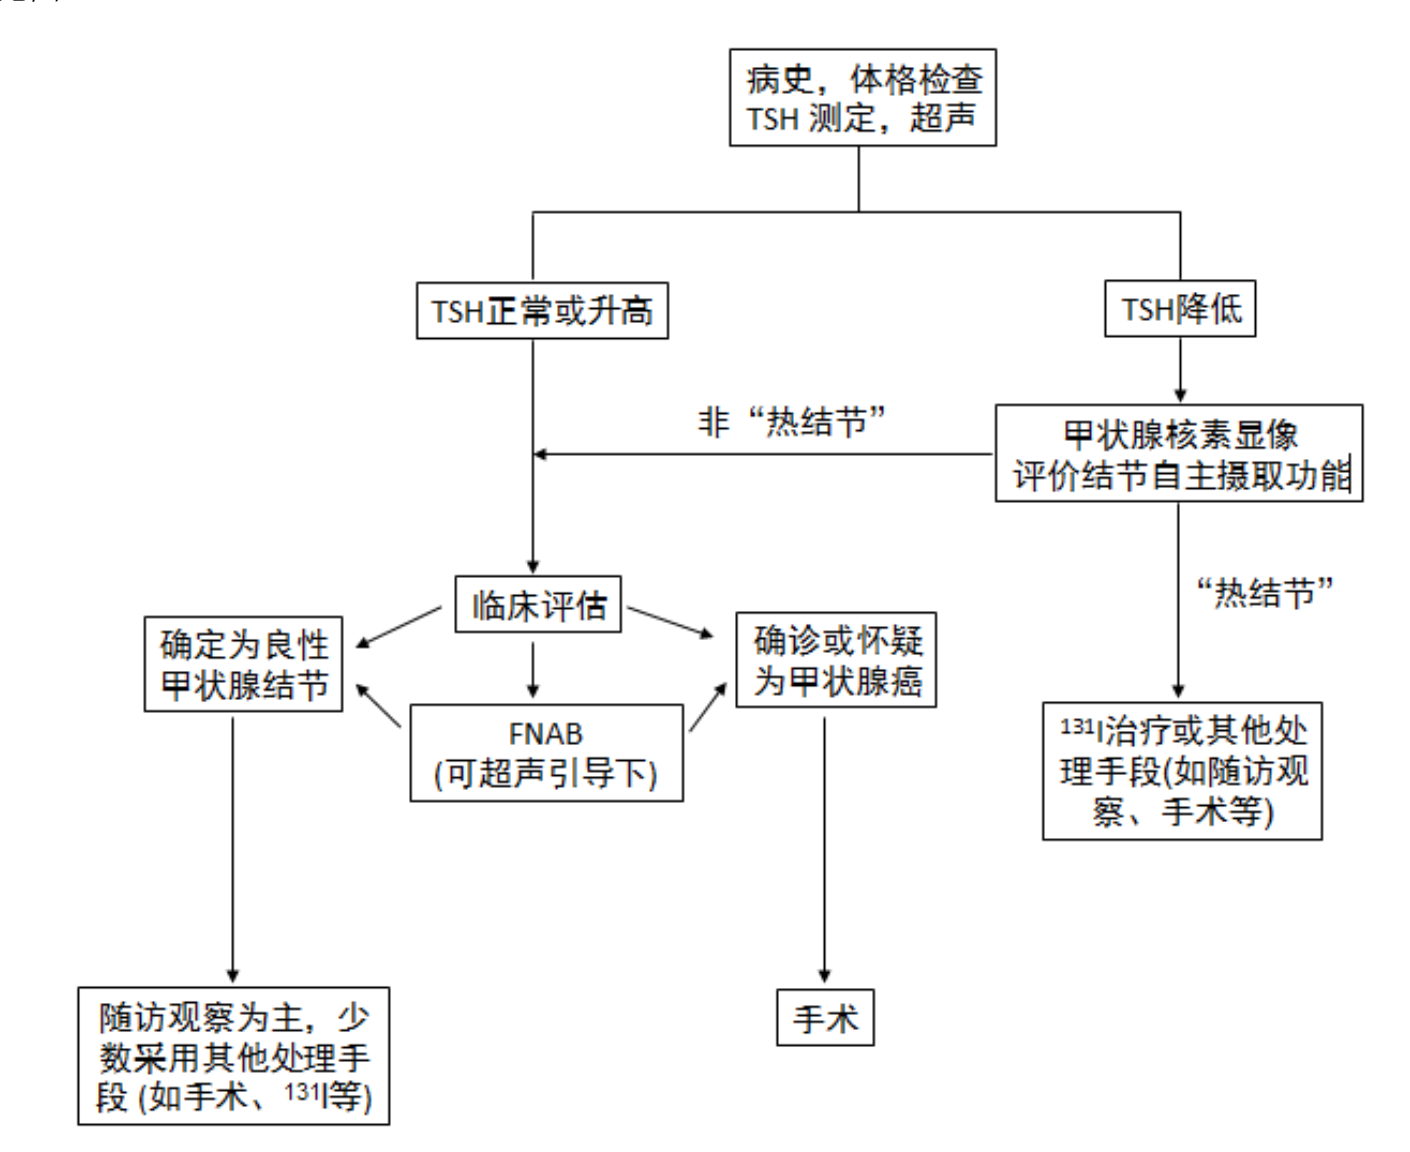 病史，体格检查
TSH 测定，超声
TSH正常或升高
TSH降低
非“热结节”
甲状腺核素显像
评价结节自主摄取功能
“热结节”
临床评估
确定为良性
甲状腺结节
确诊或怀疑
为甲状腺癌
FNAB
(可超声引导下)
¹³¹I治疗或其他处
理手段(如随访观
察、手术等)
随访观察为主，少
数采用其他处理手
段 (如手术、¹³¹I等)
手术